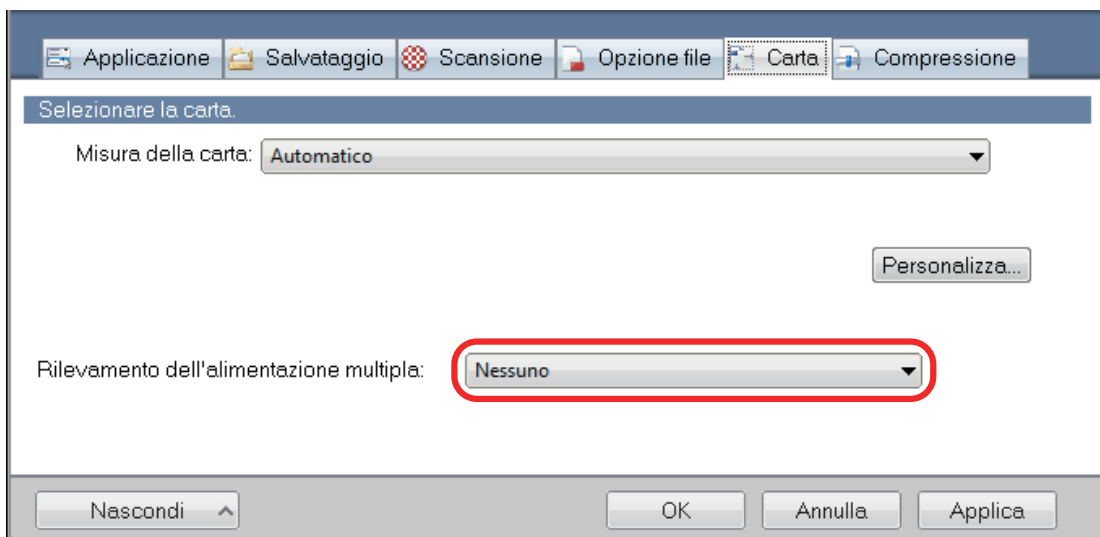 Applicazione Salvataggio Scansione Opzione file Carta Compressione
Selezionare la carta.
Misura della carta: Automatico
Personalizza...
Rilevamento dell'alimentazione multipla: Nessuno
Nascondi OK Annulla Applica